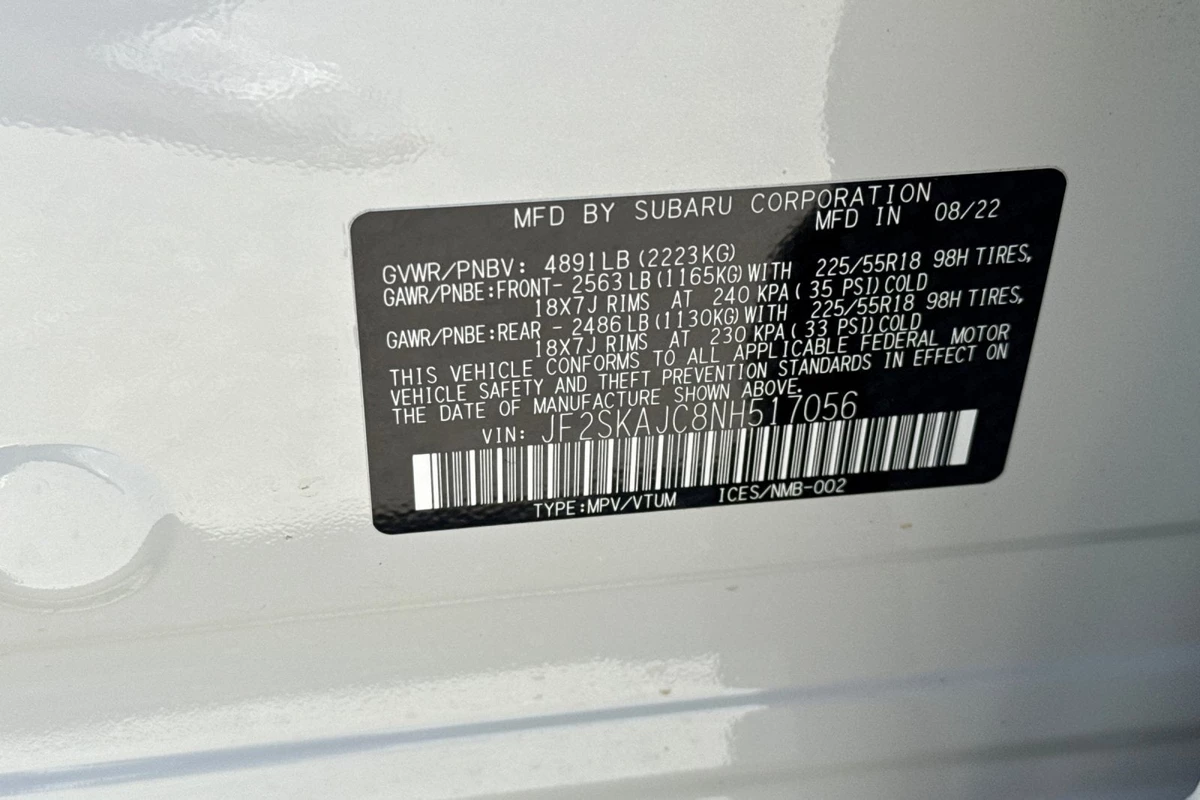 MFD BY SUBARU CORPORATION
MFD IN 08/22
GVWR/PNBV: 4891LB(2223KG)
GAWR/PNBE:FRONT- 2563LB(1165KG)WITH 225/55R18 98H TIRES,
18X7J RIMS AT 240 KPA( 35 PSI)COLD
GAWR/PNBE:REAR - 2486LB(1130KG)WITH 225/55R18 98H TIRES,
18X7J RIMS AT 230 KPA( 33 PSI)COLD
THIS VEHICLE CONFORMS TO ALL APPLICABLE FEDERAL MOTOR
VEHICLE SAFETY AND THEFT PREVENTION STANDARDS IN EFFECT ON
THE DATE OF MANUFACTURE SHOWN ABOVE.
VIN: JF2SKAJC8NH517056
TYPE:MPV/VTUM ICES/NMB-002